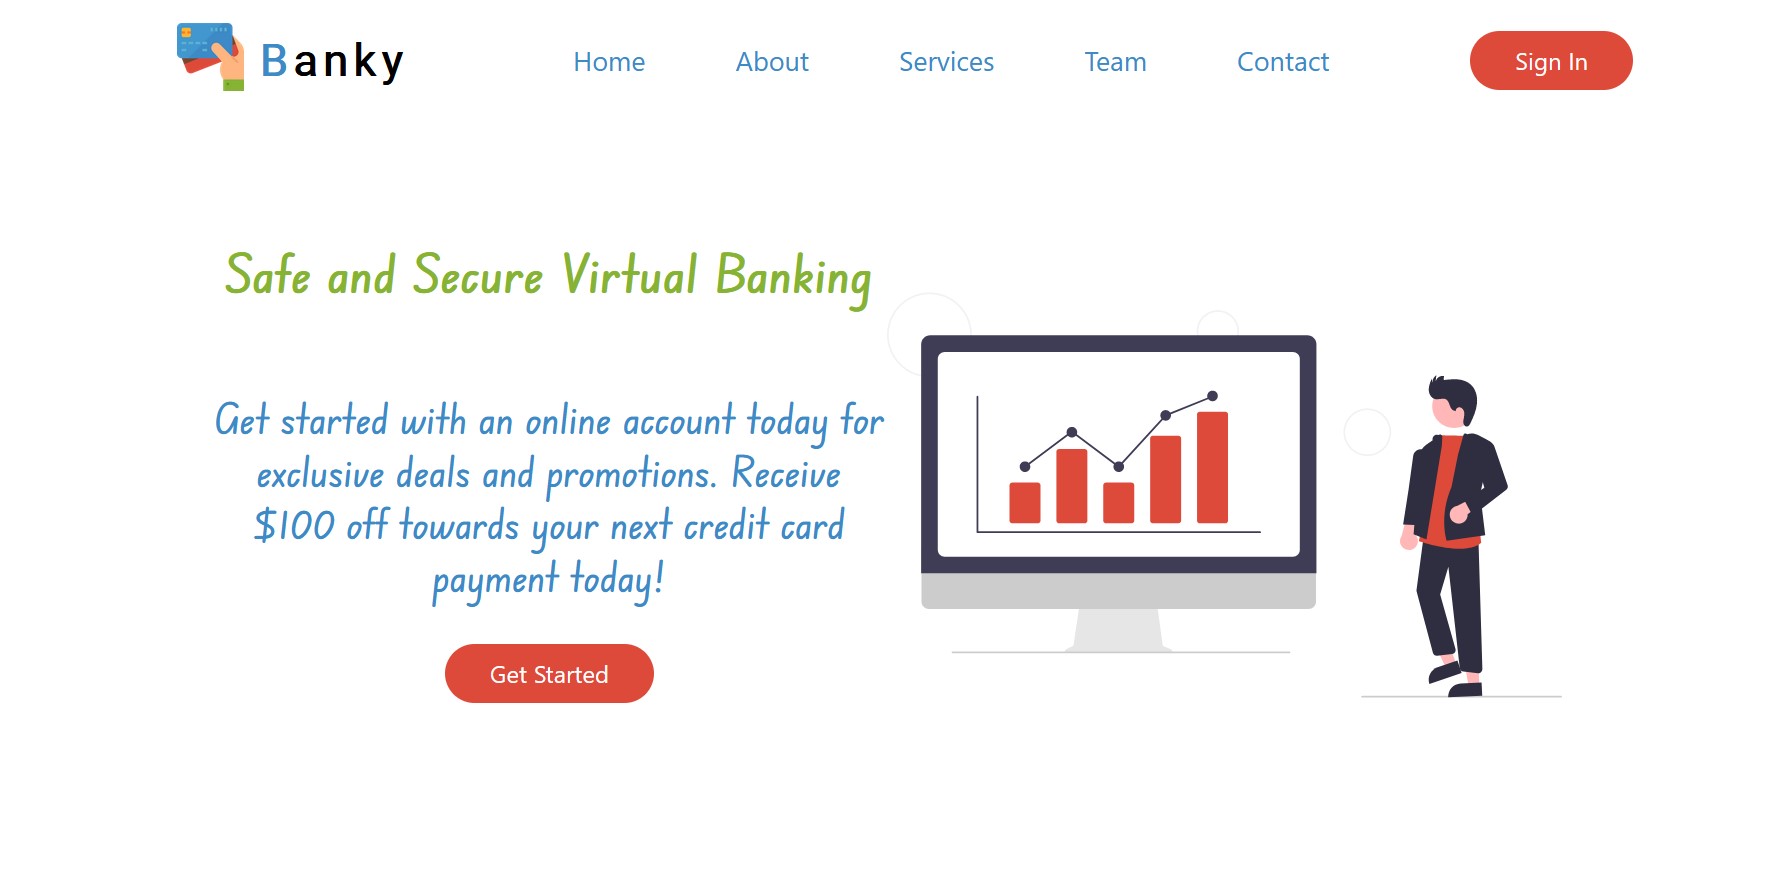 Banky
Home About Services Team Contact
Sign In
Safe and Secure Virtual Banking
Get started with an online account today for
exclusive deals and promotions. Receive
$100 off towards your next credit card
payment today!
Get Started